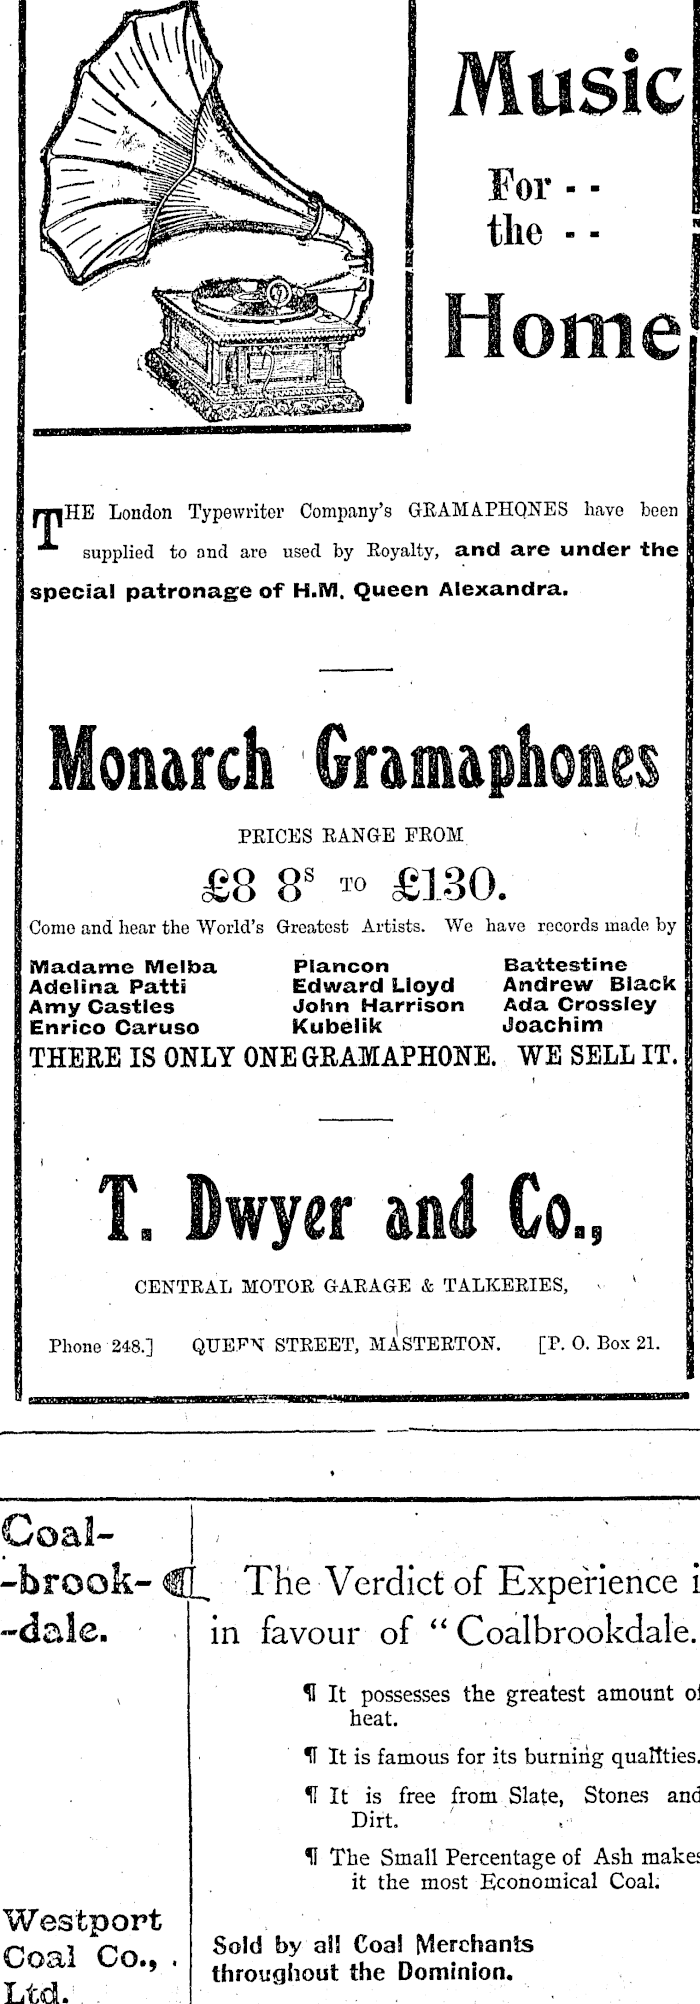 Music
For - -
the - -
Home
THE London Typewriter Company's GRAMAPHONES have been
supplied to and are used by Royalty, and are under the
special patronage of H.M. Queen Alexandra.
Monarch Gramaphones
PRICES RANGE FROM
£8 8s TO £130.
Come and hear the World's Greatest Artists. We have records made by
Madame Melba Plancon Battestine
Adelina Patti Edward Lloyd Andrew Black
Amy Castles John Harrison Ada Crossley
Enrico Caruso Kubelik Joachim
THERE IS ONLY ONE GRAMAPHONE. WE SELL IT.
T. Dwyer and Co.,
CENTRAL MOTOR GARAGE & TALKERIES,
Phone 248.] QUEEN STREET, MASTERTON. [P. O. Box 21.
Coal-
-brook-
-dale.
¶ The Verdict of Experience i
in favour of "Coalbrookdale.
¶ It possesses the greatest amount of
heat.
¶ It is famous for its burning qualities.
¶ It is free from Slate, Stones and
Dirt.
¶ The Small Percentage of Ash makes
it the most Economical Coal.
Westport
Coal Co.,
Ltd.
Sold by all Coal Merchants
throughout the Dominion.